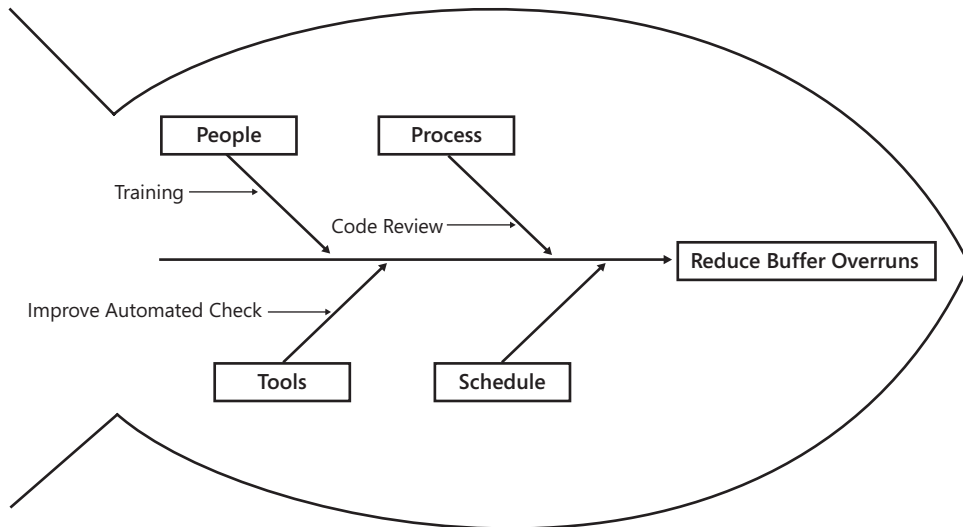 People
Process
Training
Code Review
Reduce Buffer Overruns
Improve Automated Check
Tools
Schedule